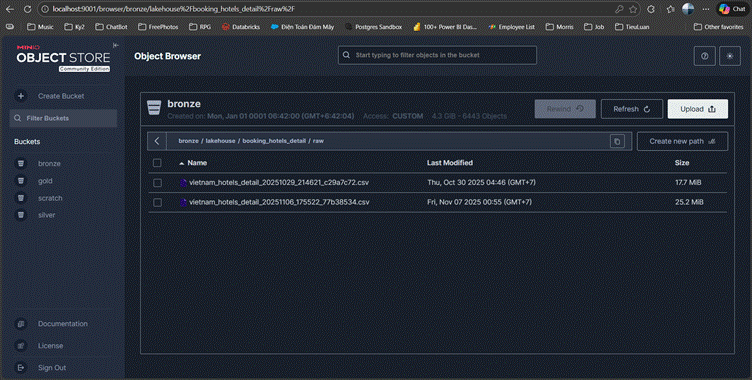 localhost:9001/browser/bronze/lakehouse%2Fbooking_hotels_detail%2Fraw%2F
Chat
Music
Ky2
ChatBot
FreePhotos
RPG
Databricks
Điện Toán Đám Mây
Postgres Sandbox
100+ Power BI Das...
Employee List
Morris
Job
TieuLuan
Other favorites
MINIO
OBJECT STORE
Community Edition
Object Browser
Start typing to filter objects in the bucket
Create Bucket
Filter Buckets
Buckets
bronze
gold
scratch
silver
Documentation
License
Sign Out
bronze
Created on: Mon, Jan 01 0001 06:42:00 (GMT+6:42:04) Access: CUSTOM 4.3 GiB - 6443 Objects
Rewind
Refresh
Upload
bronze / lakehouse / booking_hotels_detail / raw
Create new path
Name Last Modified Size
vietnam_hotels_detail_20251029_214621_c29a7c72.csv Thu, Oct 30 2025 04:46 (GMT+7) 17.7 MiB
vietnam_hotels_detail_20251106_175522_77b38534.csv Fri, Nov 07 2025 00:55 (GMT+7) 25.2 MiB